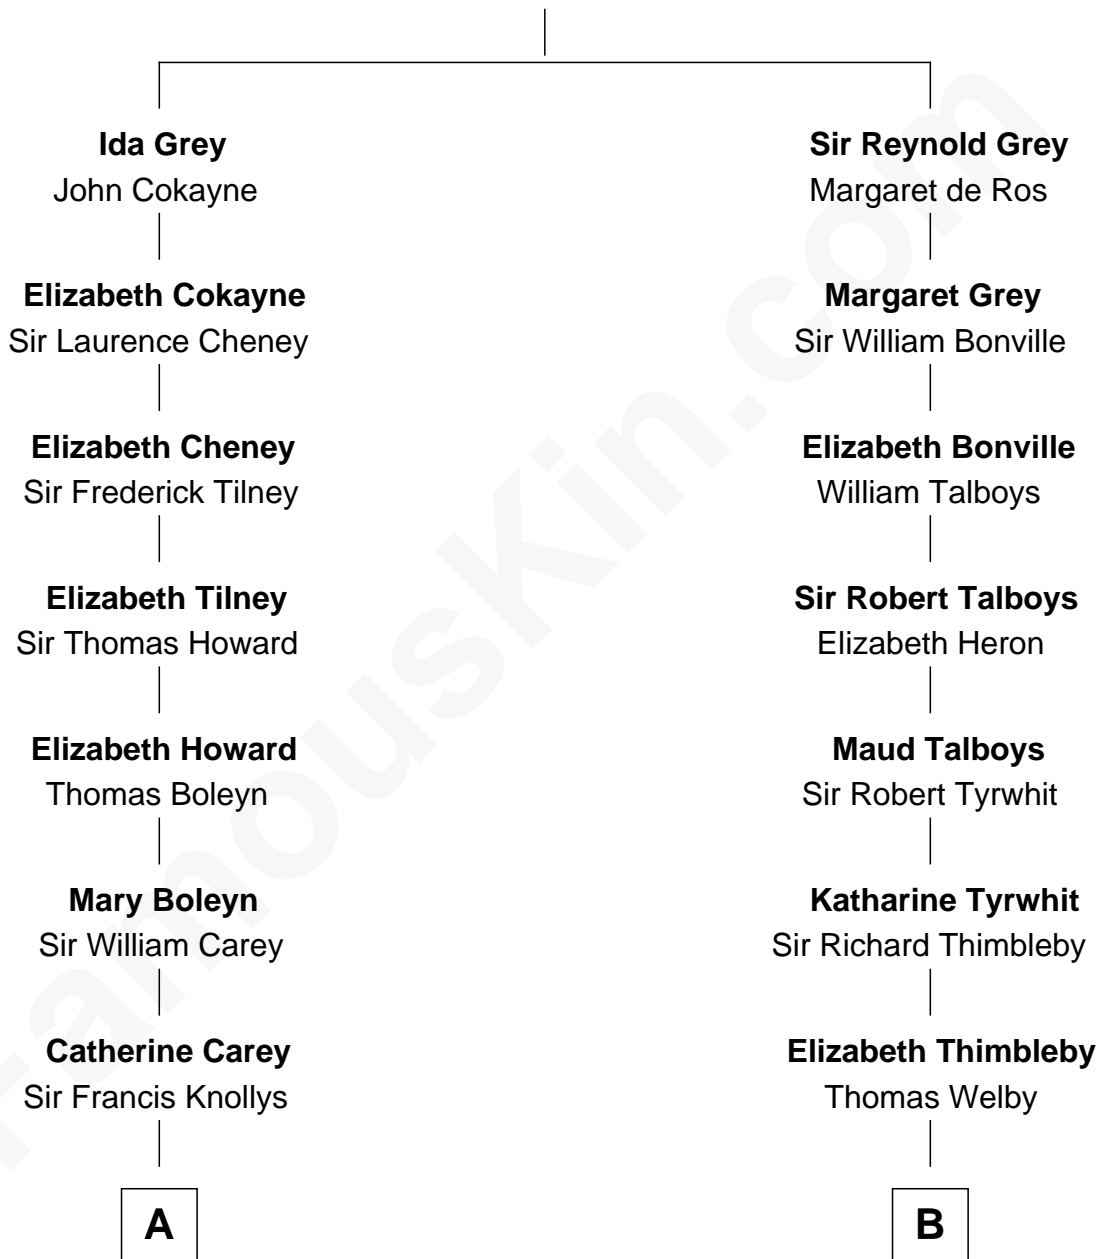 Ida Grey
John Cokayne
Elizabeth Cokayne
Sir Laurence Cheney
Elizabeth Cheney
Sir Frederick Tilney
Elizabeth Tilney
Sir Thomas Howard
Elizabeth Howard
Thomas Boleyn
Mary Boleyn
Sir William Carey
Catherine Carey
Sir Francis Knollys
A
Sir Reynold Grey
Margaret de Ros
Margaret Grey
Sir William Bonville
Elizabeth Bonville
William Talboys
Sir Robert Talboys
Elizabeth Heron
Maud Talboys
Sir Robert Tyrwhit
Katharine Tyrwhit
Sir Richard Thimbleby
Elizabeth Thimbleby
Thomas Welby
B
FamousKin.com